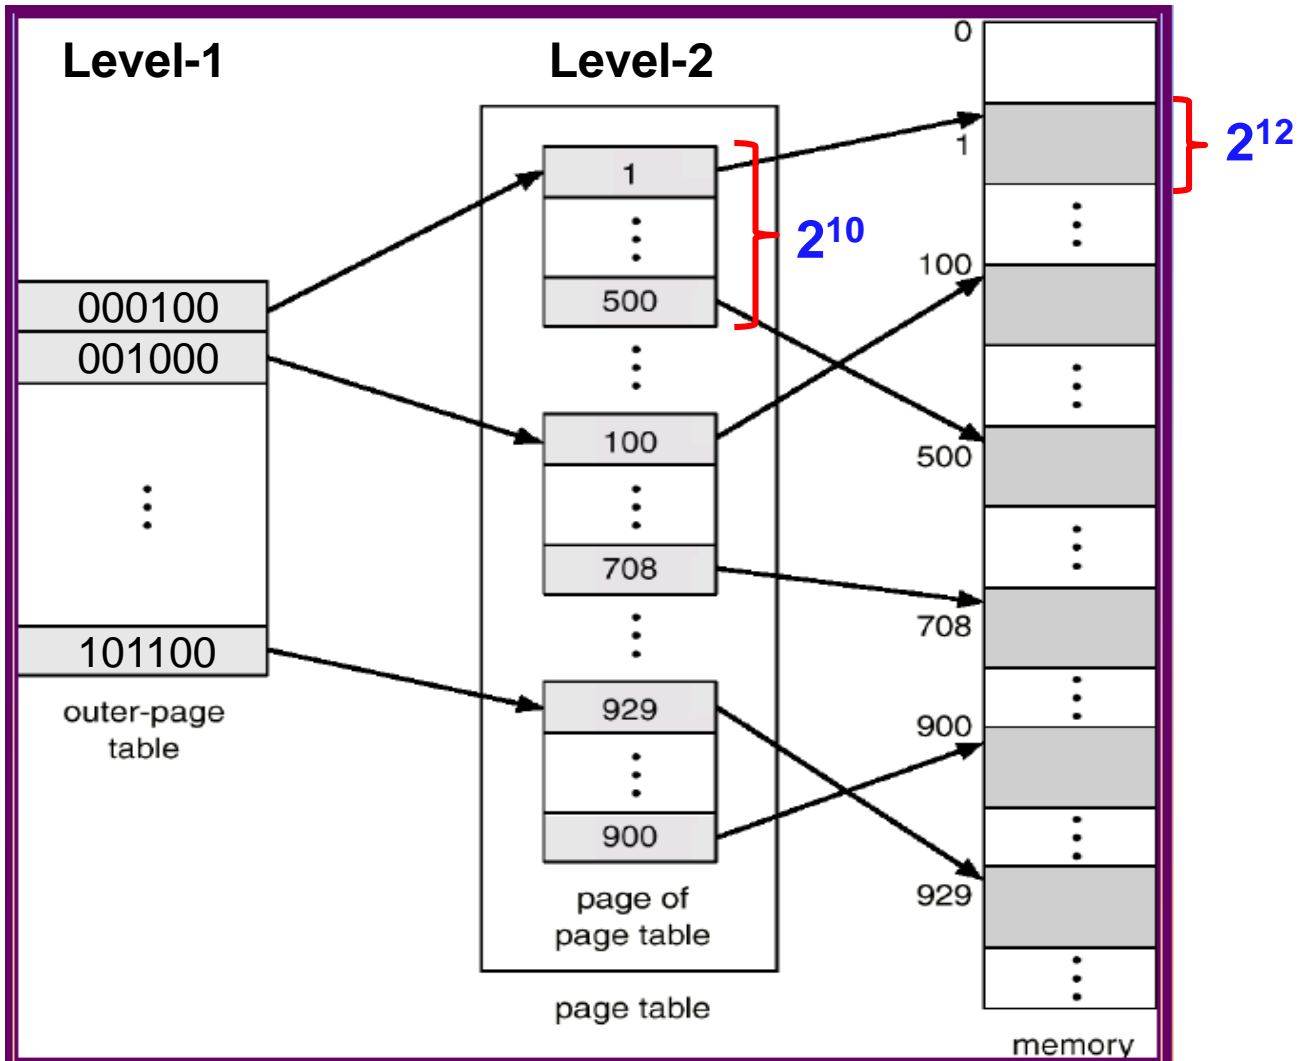 Level-1
000100
001000
101100
outer-page
table
Level-2
1
500
2^10
100
708
929
900
page of
page table
page table
0
1
2^12
100
500
708
900
929
memory